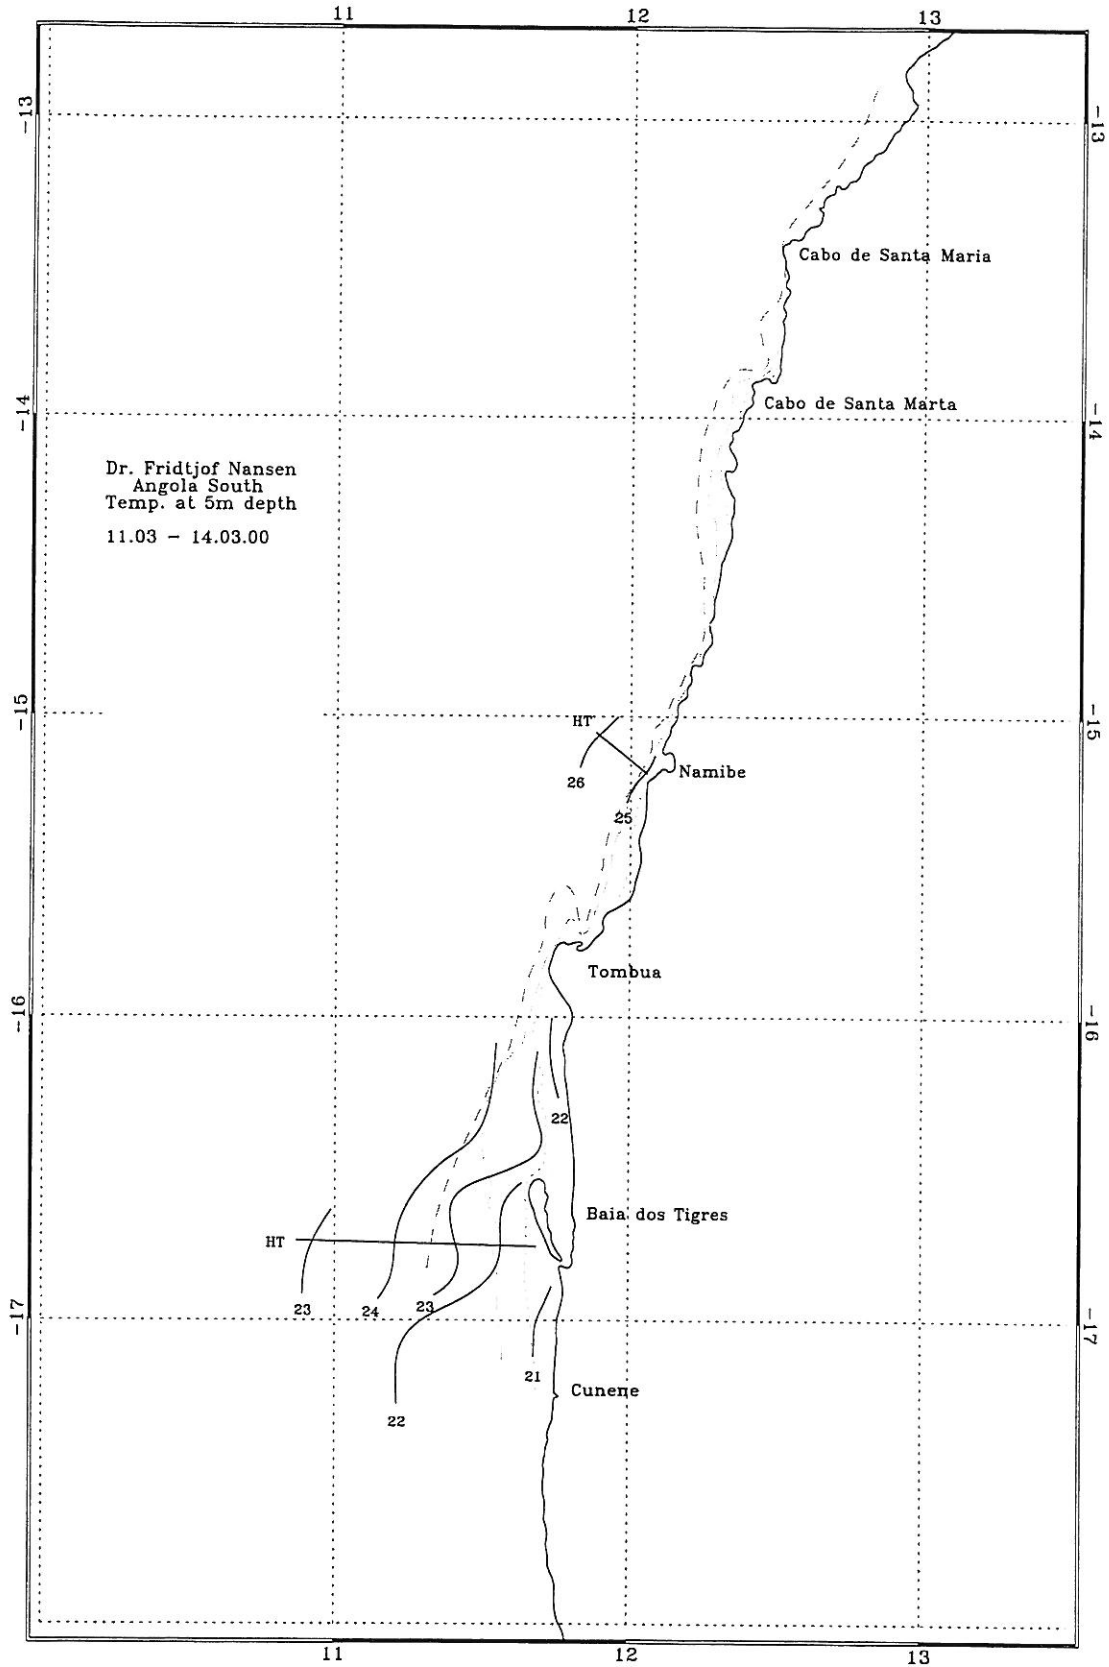 11 12 13
-13 -13
Cabo de Santa Maria
-14 -14
Cabo de Santa Marta
Dr. Fridtjof Nansen
Angola South
Temp. at 5m depth
11.03 - 14.03.00
-15 -15
HT
Namibe
26
25
Tombua
-16 -16
22
Baia dos Tigres
HT
23 24 23
-17 -17
21
Cunene
22
11 12 13